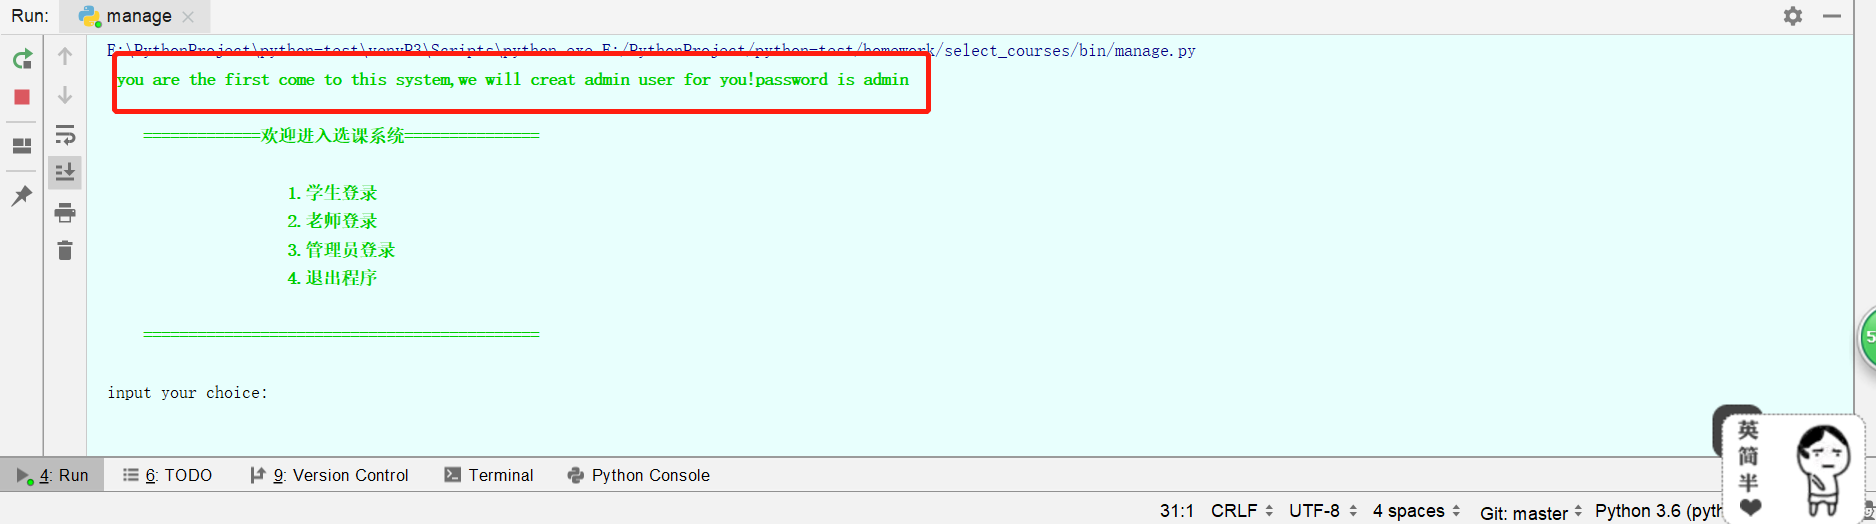 Run: manage
E:\PythonProject\python=test\venvP3\Scripts\python.exe E:/PythonProject/python=test/homework/select_courses/bin/manage.py
you are the first come to this system,we will creat admin user for you!password is admin
=============欢迎进入选课系统===============
1.学生登录
2.老师登录
3.管理员登录
4.退出程序
============================================
input your choice:
英
简
半
4: Run 6: TODO 9: Version Control Terminal Python Console
31:1 CRLF UTF-8 4 spaces Git: master Python 3.6